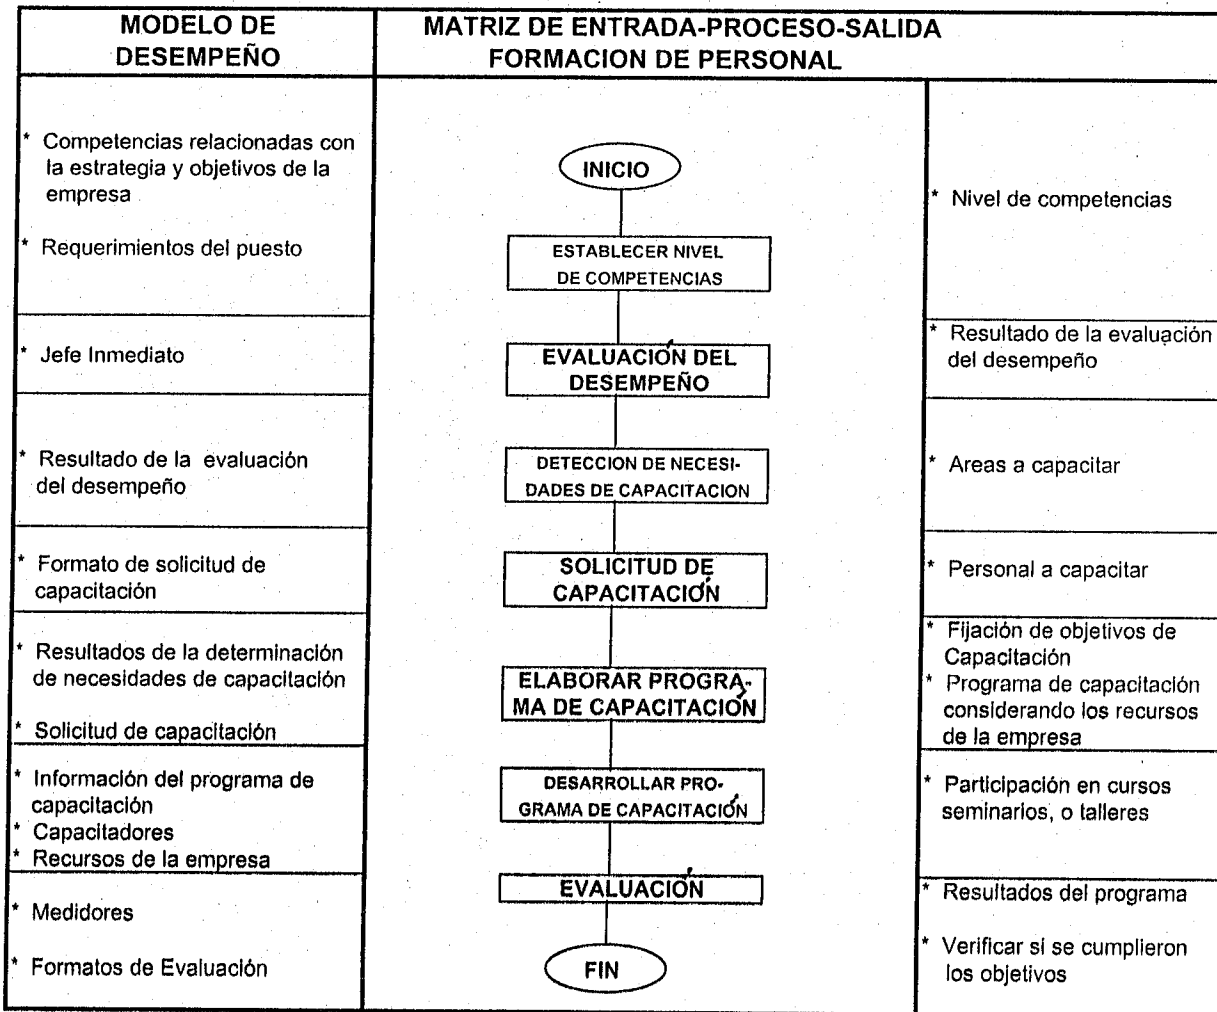 MODELO DE
DESEMPEÑO
MATRIZ DE ENTRADA-PROCESO-SALIDA
FORMACION DE PERSONAL
* Competencias relacionadas con
la estrategia y objetivos de la
empresa
* Requerimientos del puesto
INICIO
ESTABLECER NIVEL
DE COMPETENCIAS
* Nivel de competencias
* Jefe Inmediato
EVALUACIÓN DEL
DESEMPEÑO
* Resultado de la evaluación
del desempeño
* Resultado de la evaluación
del desempeño
DETECCION DE NECESI-
DADES DE CAPACITACION
* Areas a capacitar
* Formato de solicitud de
capacitación
SOLICITUD DE
CAPACITACIÓN
* Personal a capacitar
* Resultados de la determinación
de necesidades de capacitación
* Solicitud de capacitación
ELABORAR PROGRA-
MA DE CAPACITACIÓN
* Fijación de objetivos de
Capacitación
* Programa de capacitación
considerando los recursos
de la empresa
* Información del programa de
capacitación
* Capacitadores
* Recursos de la empresa
DESARROLLAR PRO-
GRAMA DE CAPACITACIÓN
* Participación en cursos
seminarios, o talleres
* Medidores
* Formatos de Evaluación
EVALUACIÓN
FIN
* Resultados del programa
* Verificar si se cumplieron
los objetivos